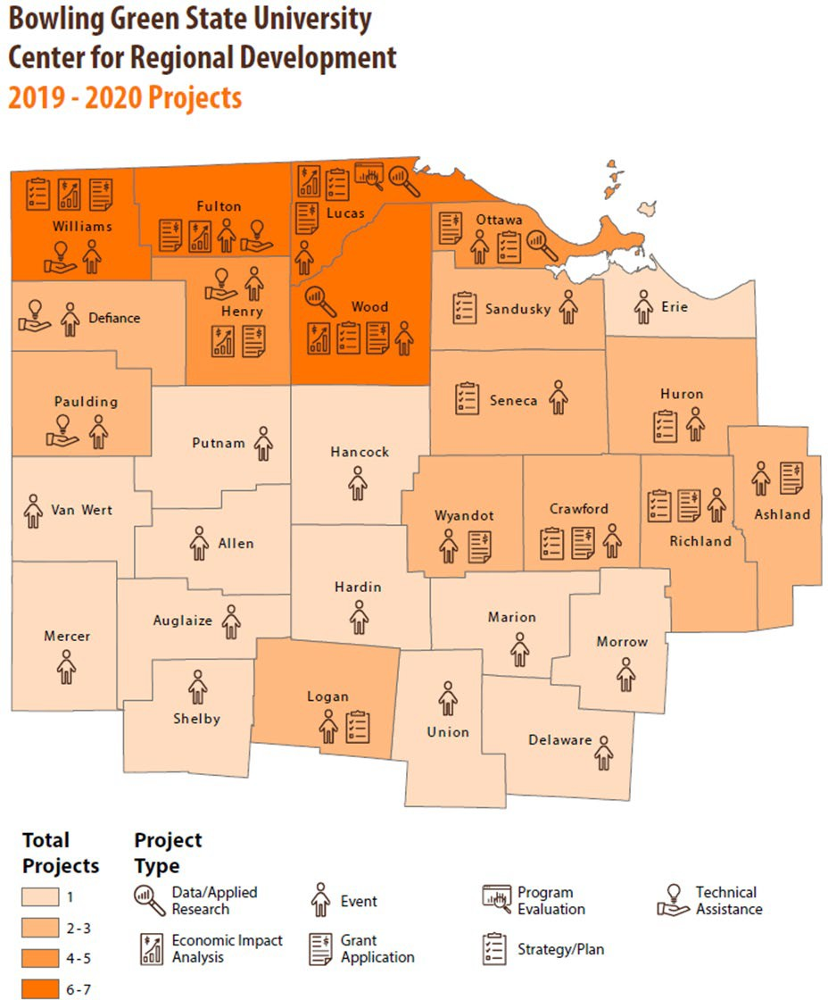 Bowling Green State University
Center for Regional Development
2019 - 2020 Projects
Williams
Fulton
Lucas
Ottawa
Defiance
Henry
Wood
Sandusky
Erie
Paulding
Seneca
Huron
Putnam
Hancock
Van Wert
Allen
Wyandot
Crawford
Richland
Ashland
Hardin
Mercer
Auglaize
Marion
Morrow
Shelby
Logan
Union
Delaware
Total
Projects
1
2-3
4-5
6-7
Project
Type
Data/Applied
Research
Economic Impact
Analysis
Event
Grant
Application
Program
Evaluation
Strategy/Plan
Technical
Assistance